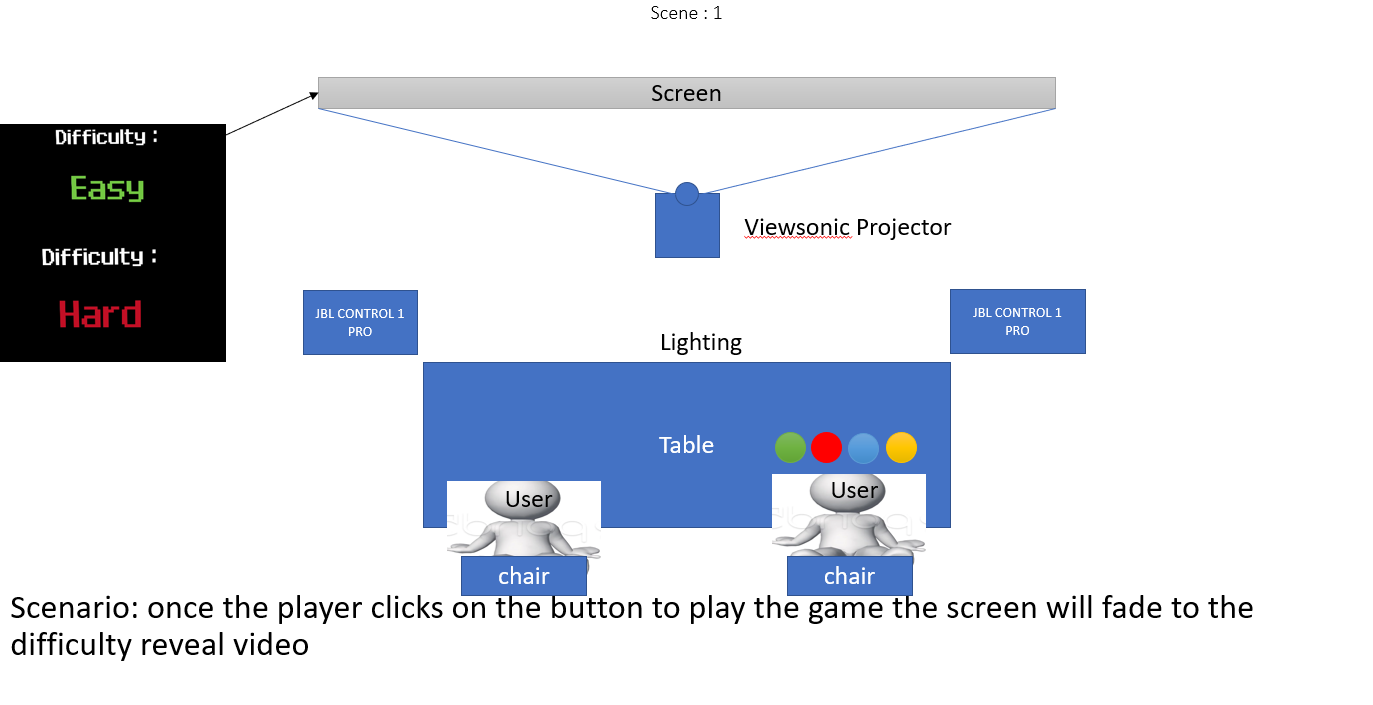 Scene : 1
Screen
Difficulty :
Easy
Difficulty :
Hard
Viewsonic Projector
JBL CONTROL 1
PRO
JBL CONTROL 1
PRO
Lighting
Table
User
User
chair
chair
Scenario: once the player clicks on the button to play the game the screen will fade to the
difficulty reveal video